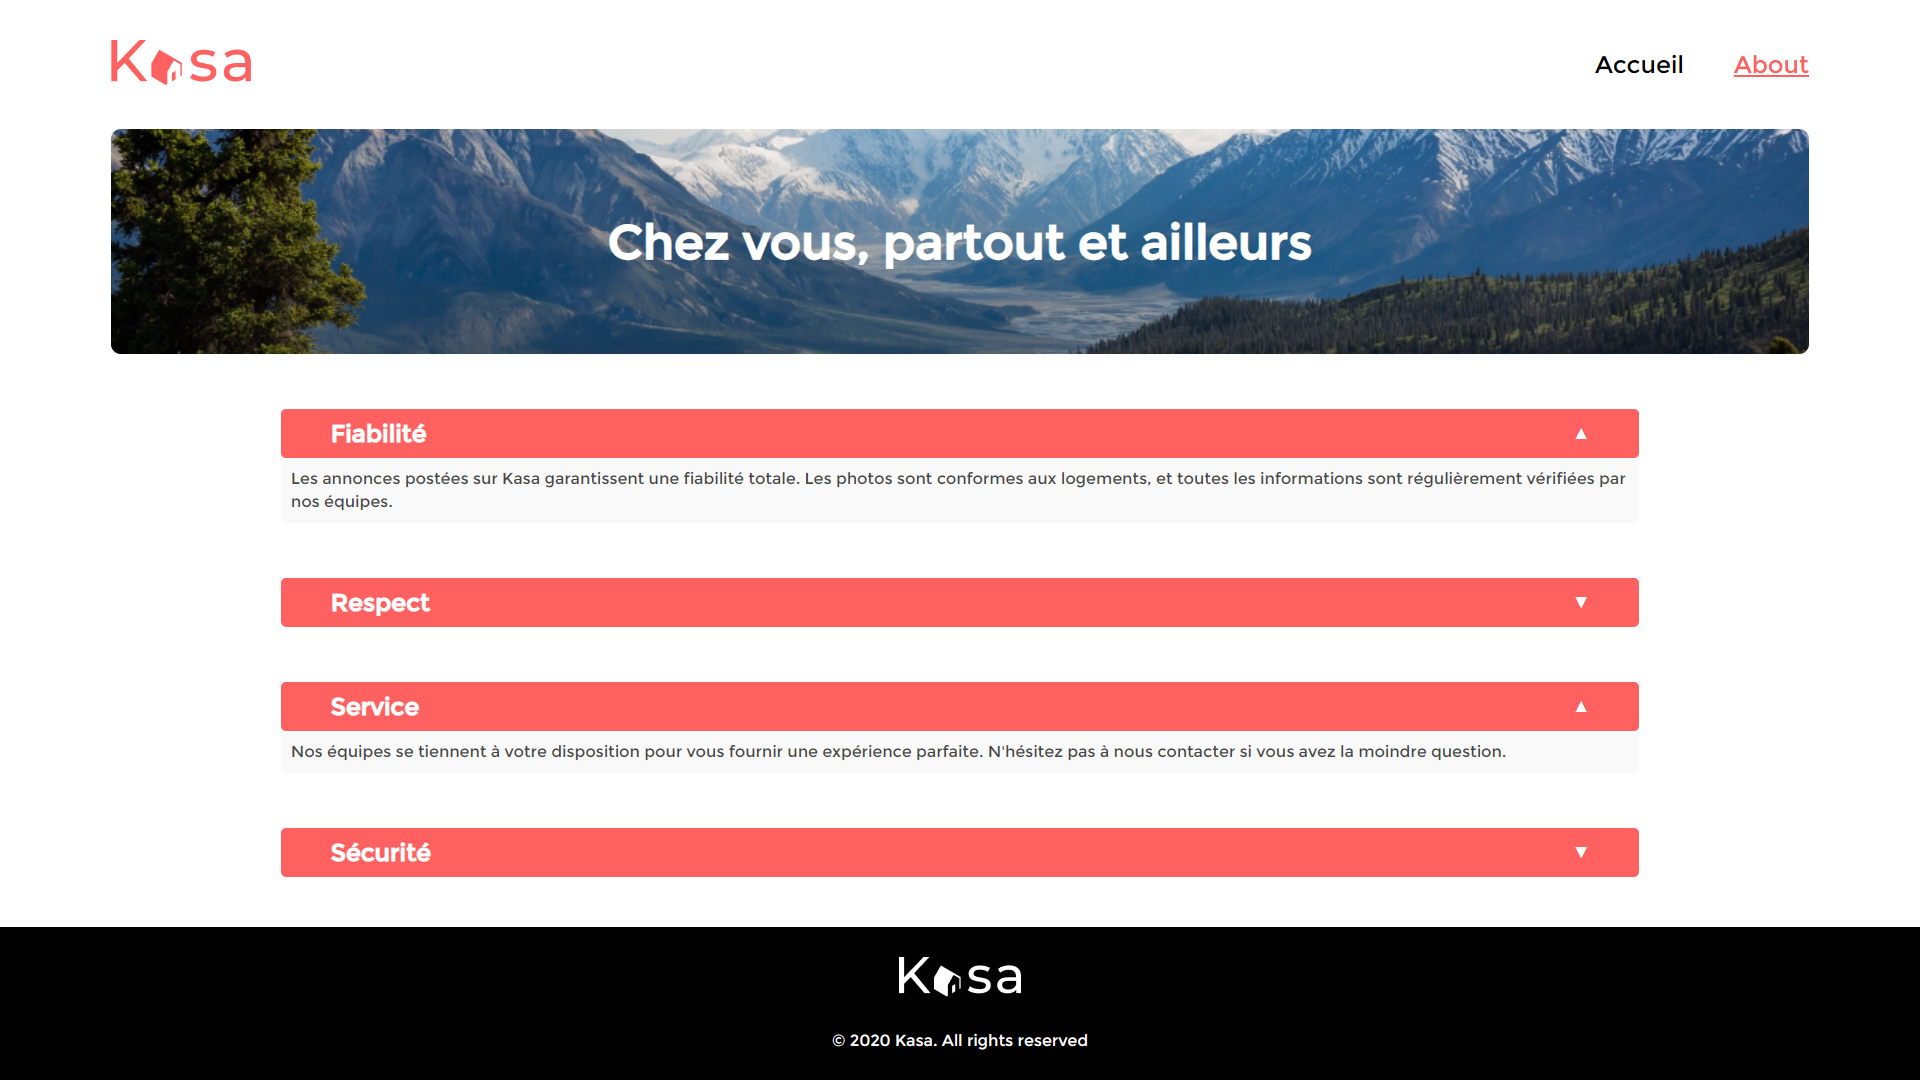 Kasa
Accueil
About
Chez vous, partout et ailleurs
Fiabilité
▲
Les annonces postées sur Kasa garantissent une fiabilité totale. Les photos sont conformes aux logements, et toutes les informations sont régulièrement vérifiées par
nos équipes.
Respect
▼
Service
▲
Nos équipes se tiennent à votre disposition pour vous fournir une expérience parfaite. N'hésitez pas à nous contacter si vous avez la moindre question.
Sécurité
▼
Kasa
© 2020 Kasa. All rights reserved